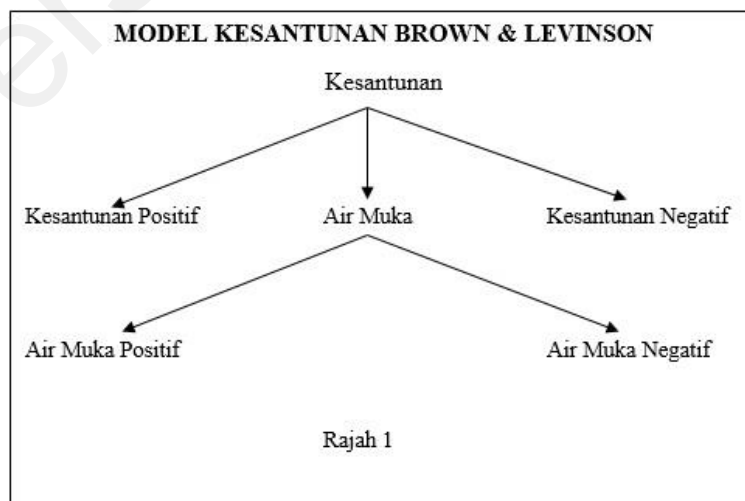 MODEL KESANTUNAN BROWN & LEVINSON
Kesantunan
Kesantunan Positif Air Muka Kesantunan Negatif
Air Muka Positif Air Muka Negatif
Rajah 1